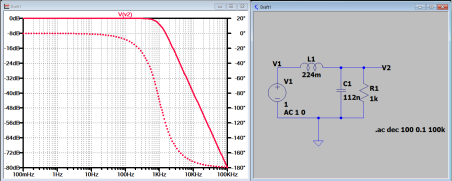 Draft1
Draft1
V(v2)
0dB
-8dB
-16dB
-24dB
-32dB
-40dB
-48dB
-56dB
-64dB
-72dB
-80dB
20°
0°
-20°
-40°
-60°
-80°
-100°
-120°
-140°
-160°
-180°
100mHz 1Hz 10Hz 100Hz 1KHz 10KHz 100KHz
V1
L1
224m
V2
V1
1
AC 1 0
C1
112n
R1
1k
.ac dec 100 0.1 100k